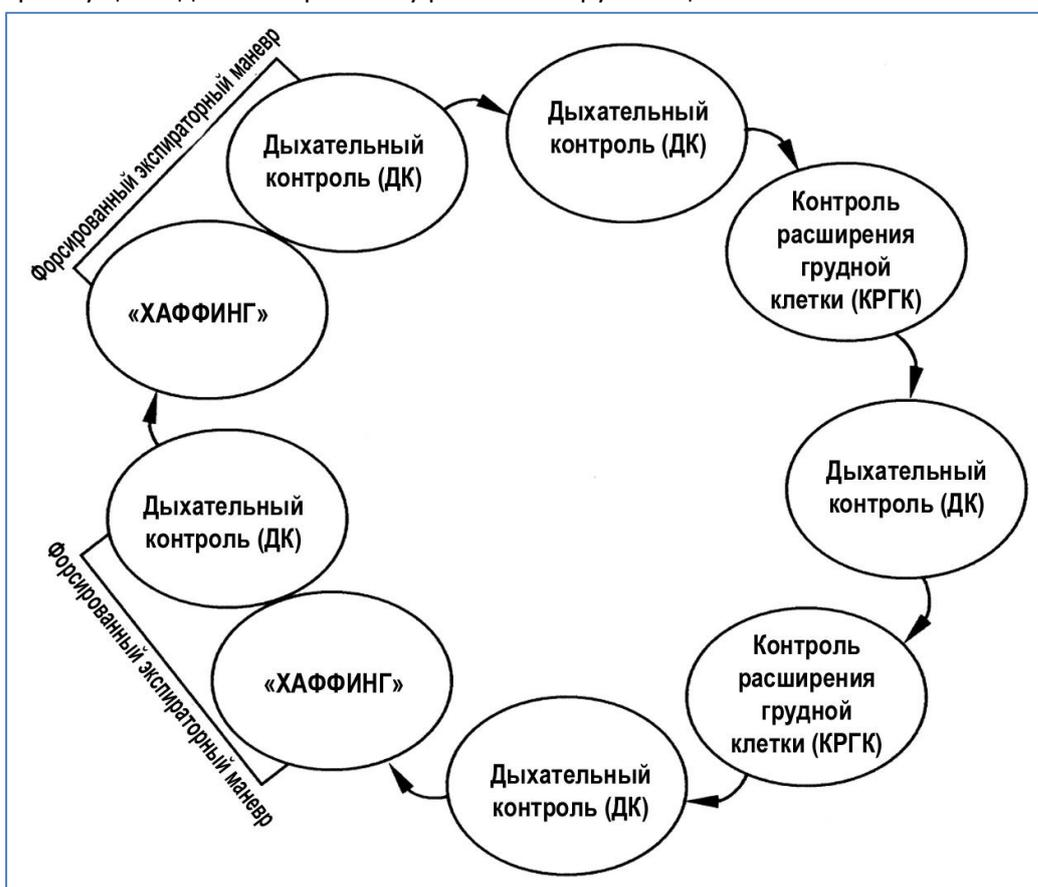 Форсированный экспираторный маневр
Дыхательный
контроль (ДК)
Дыхательный
контроль (ДК)
Контроль
расширения
грудной
клетки (КРГК)
«ХАФФИНГ»
Дыхательный
контроль (ДК)
Дыхательный
контроль (ДК)
Форсированный экспираторный маневр
Контроль
расширения
грудной
клетки (КРГК)
«ХАФФИНГ»
Дыхательный
контроль (ДК)